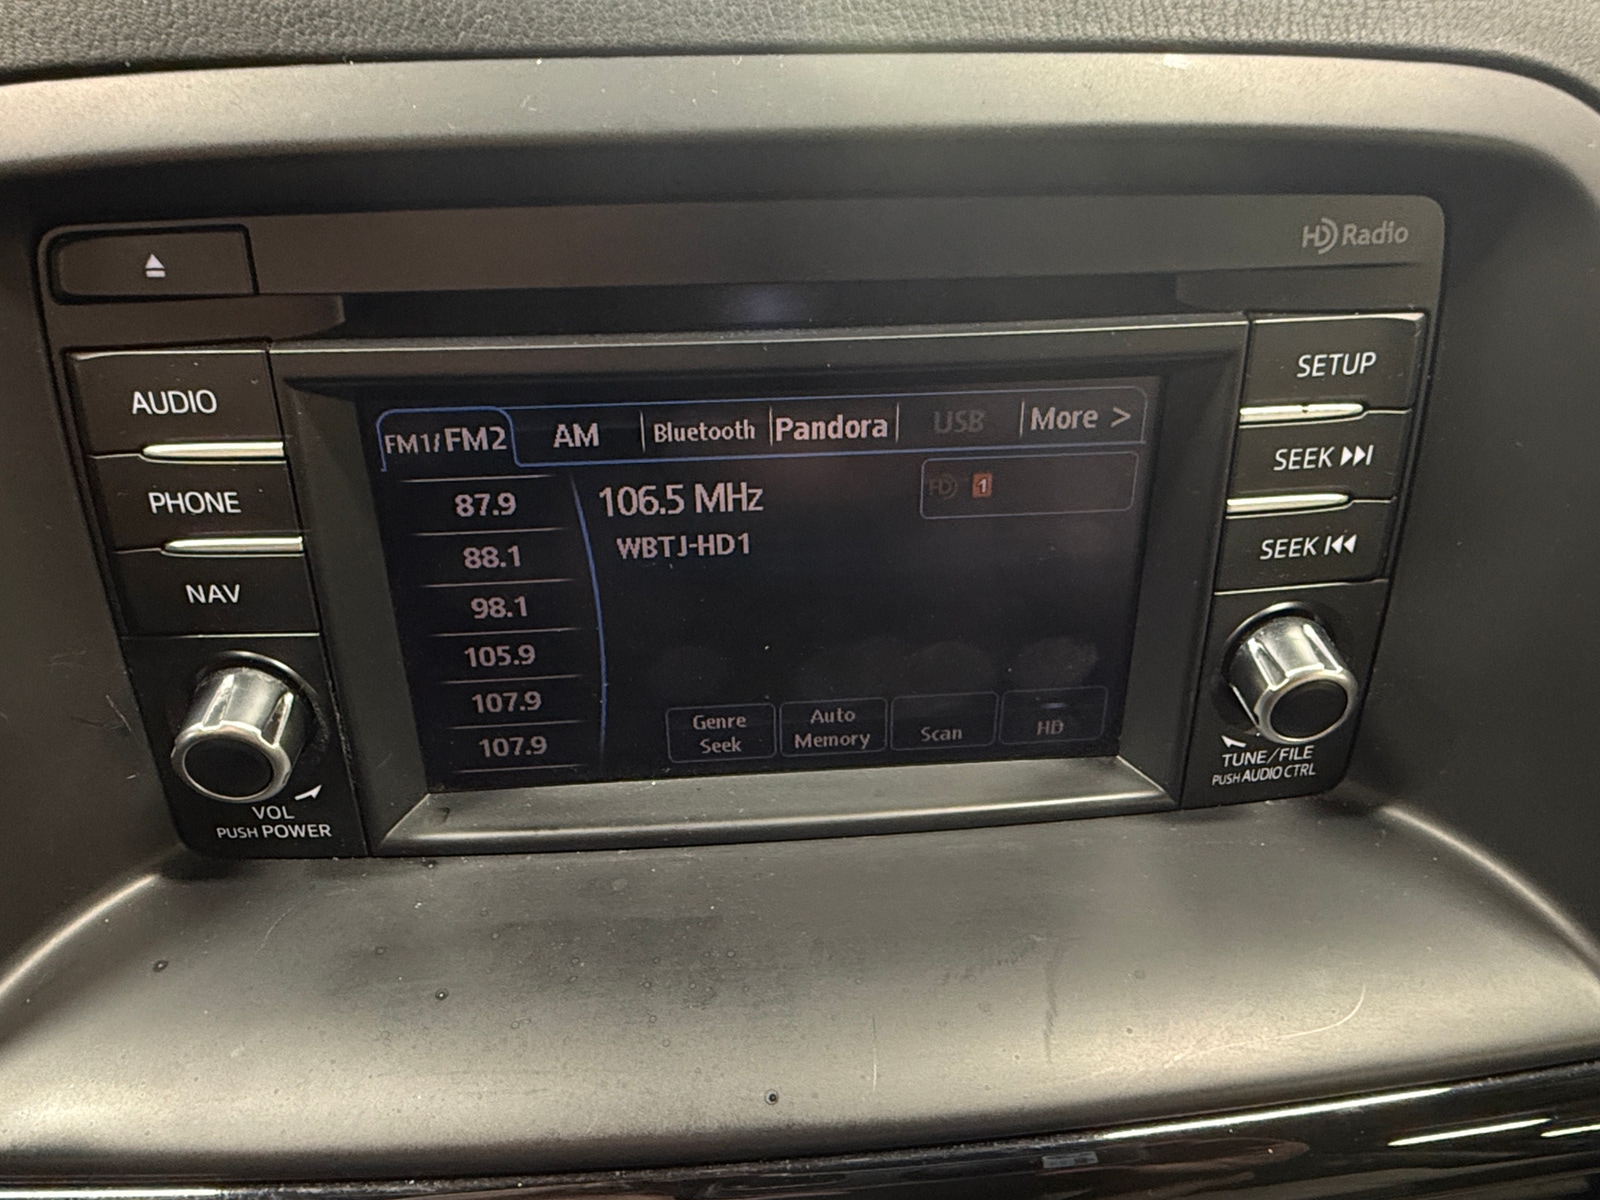 HD Radio
AUDIO
PHONE
NAV
VOL
PUSH POWER
FM1/FM2 AM Bluetooth Pandora USB More >
87.9
88.1
98.1
105.9
107.9
107.9
106.5 MHz
HD 1
WBTJ-HD1
Genre Seek
Auto Memory
Scan
HD
SETUP
SEEK
SEEK
TUNE/FILE
PUSH AUDIO CTRL